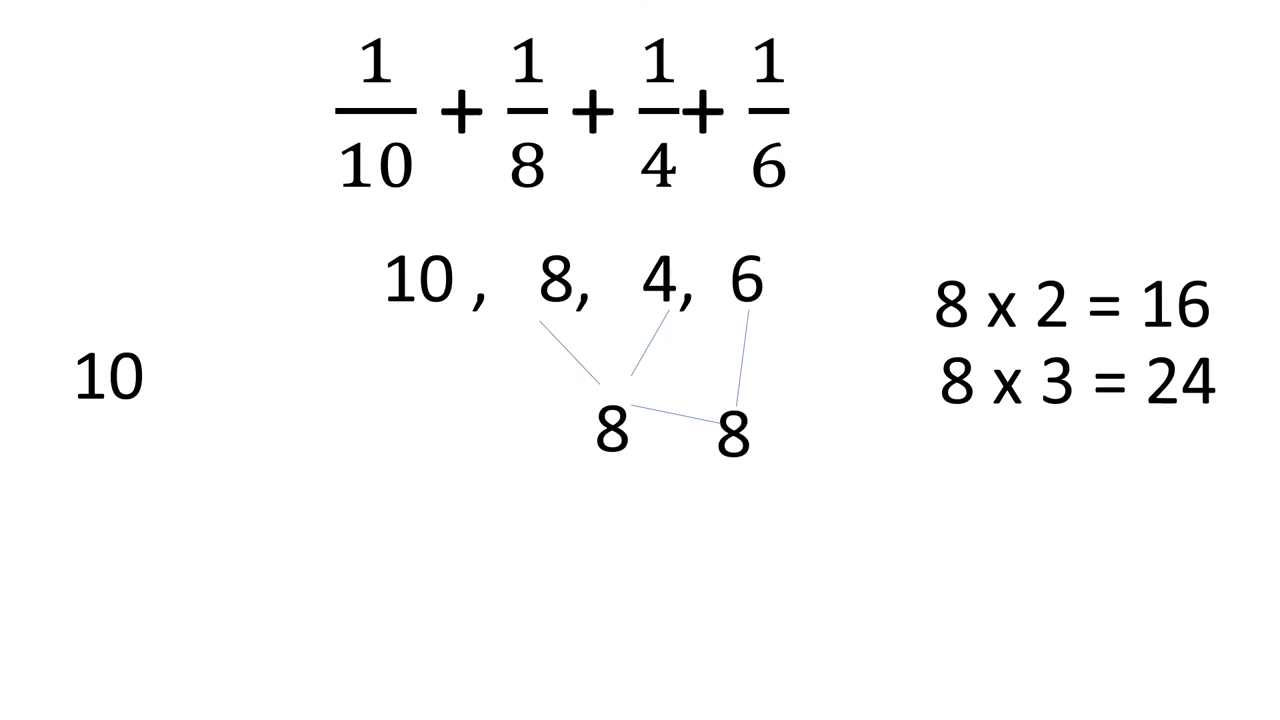 1/10 + 1/8 + 1/4 + 1/6
10 , 8, 4, 6
8 x 2 = 16
10
8 x 3 = 24
8 8